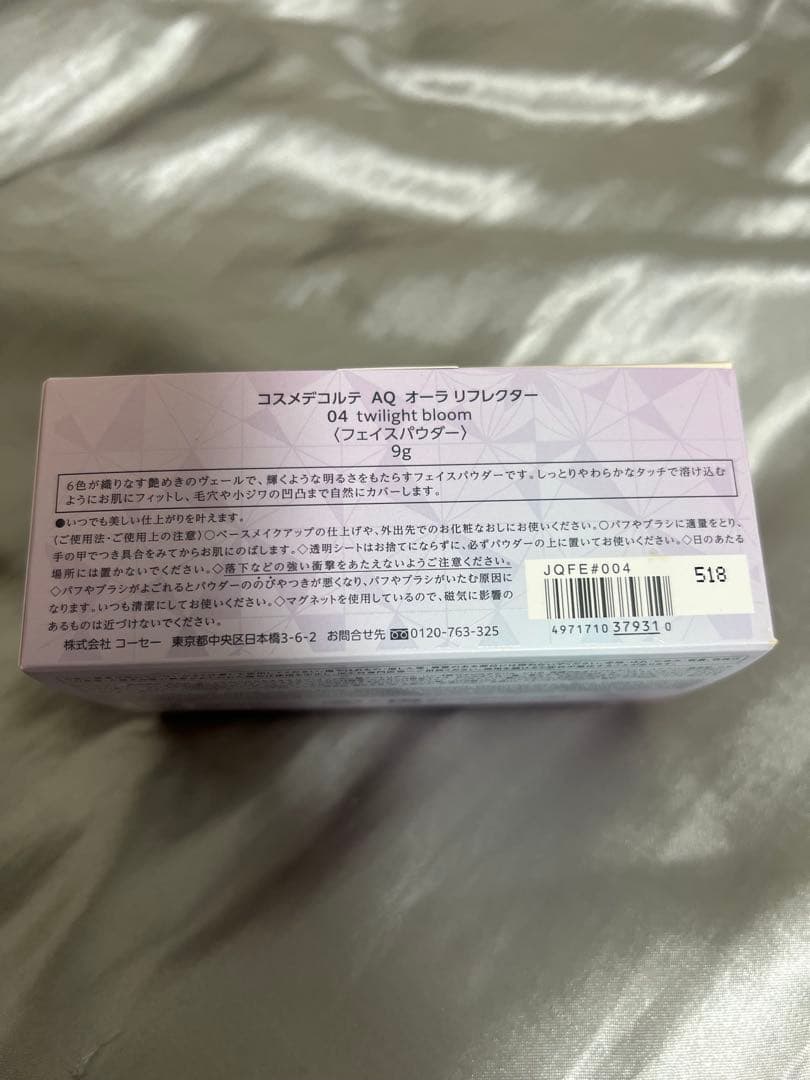 コスメデコルテ AQ オーラ リフレクター
04 twilight bloom
〈フェイスパウダー〉
9g
6色が織りなす艶めきのヴェールで、輝くような明るさをもたらすフェイスパウダーです。しっとりやわらかなタッチで溶け込む
ようにお肌にフィットし、毛穴や小ジワの凹凸まで自然にカバーします。
●いつでも美しい仕上がりを叶えます。
〈ご使用法・ご使用上の注意〉○ベースメイクアップの仕上げや、外出先でのお化粧なおしにお使いください。○パフやブラシに適量をとり、
手の甲でつき具合をみてからお肌にのばします。◇透明シートはお捨てにならずに、必ずパウダーの上に置いてお使いください。◇日のあたる
場所には置かないでください。◇落下などの強い衝撃をあたえないようご注意ください。
◇パフやブラシがよごれるとパウダーののびやつきが悪くなり、パフやブラシがいたむ原因に
なります。いつも清潔にしてお使いください。◇マグネットを使用しているので、磁気に影響の
あるものは近づけないでください。
株式会社 コーセー 東京都中央区日本橋3-6-2 お問合せ先 0120-763-325
JQFE#004
518
4971710 379310